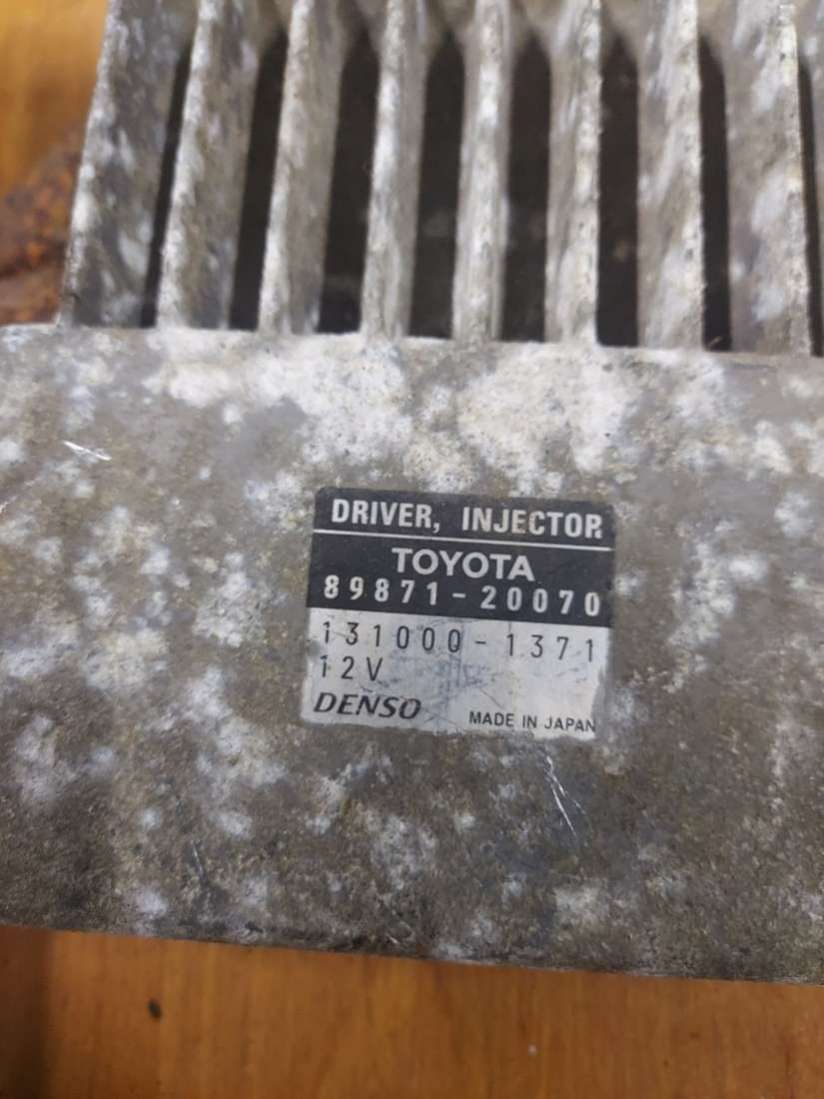 DRIVER, INJECTOR
TOYOTA
89871-20070
131000-1371
12V
DENSO MADE IN JAPAN